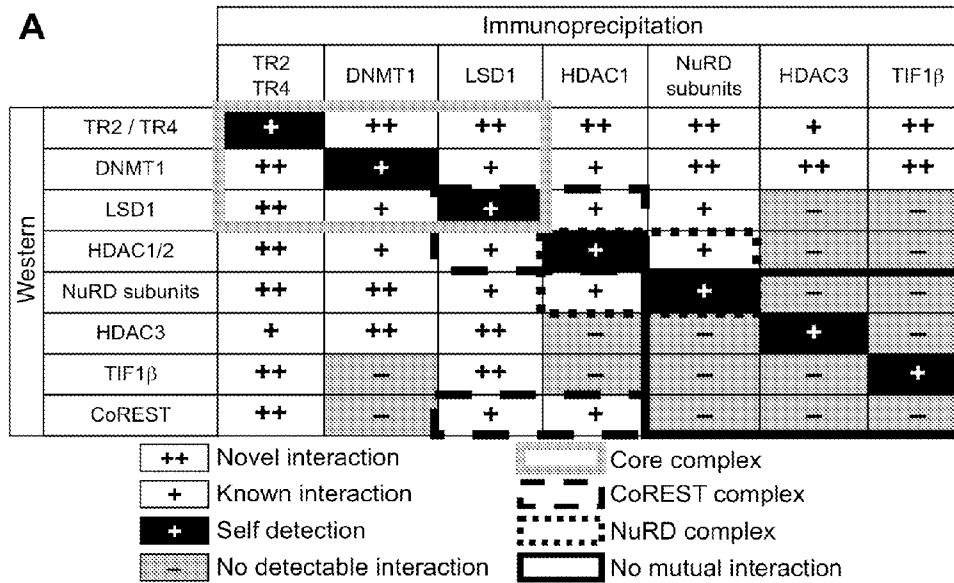 A
Immunoprecipitation
TR2 TR4 DNMT1 LSD1 HDAC1 NuRD subunits HDAC3 TIF1β
Western
TR2 / TR4 + ++ ++ ++ ++ + ++
DNMT1 ++ + + + ++ ++ ++
LSD1 ++ + + + + − −
HDAC1/2 ++ + + + + − −
NuRD subunits ++ ++ + + + − −
HDAC3 + ++ ++ − − + −
TIF1β ++ − ++ − − − +
CoREST ++ − + + − − −
++ Novel interaction
+ Known interaction
+ Self detection
− No detectable interaction
Core complex
CoREST complex
NuRD complex
No mutual interaction